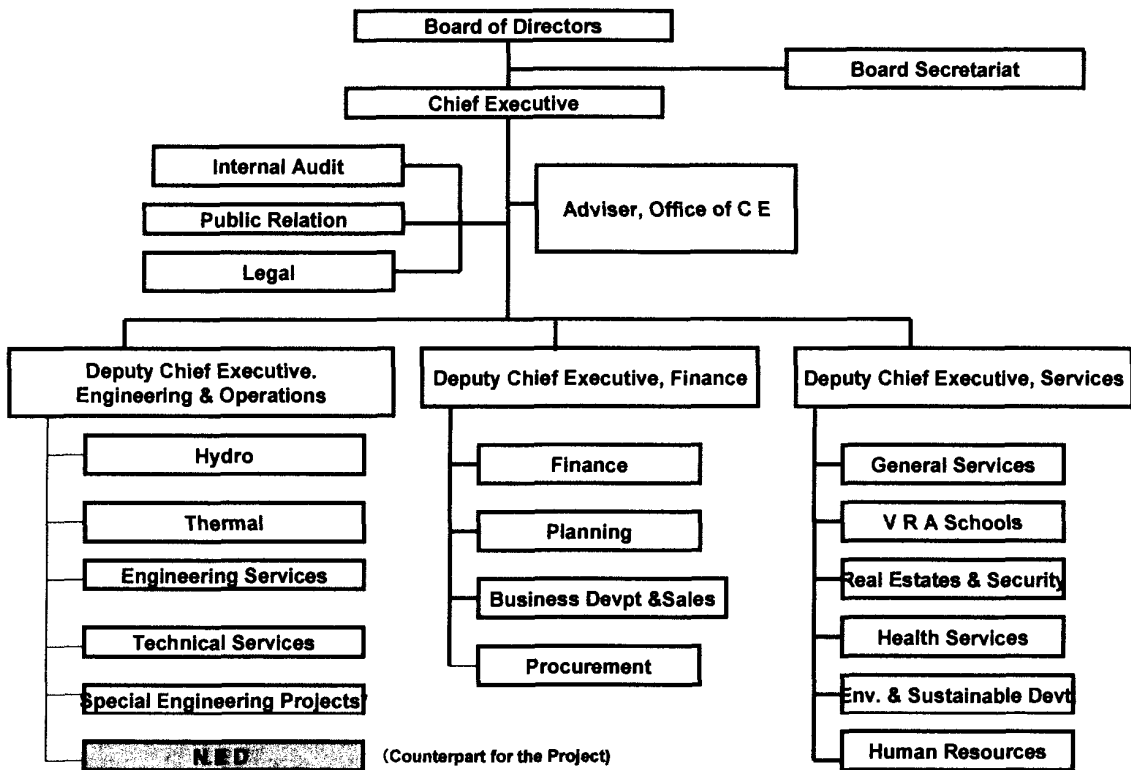 Board of Directors
Board Secretariat
Chief Executive
Internal Audit
Public Relation
Legal
Adviser, Office of C E
Deputy Chief Executive.
Engineering & Operations
Hydro
Thermal
Engineering Services
Technical Services
Special Engineering Projects
N.E D
(Counterpart for the Project)
Deputy Chief Executive, Finance
Finance
Planning
Business Devpt &Sales
Procurement
Deputy Chief Executive, Services
General Services
V R A Schools
Real Estates & Security
Health Services
Env. & Sustainable Devt.
Human Resources